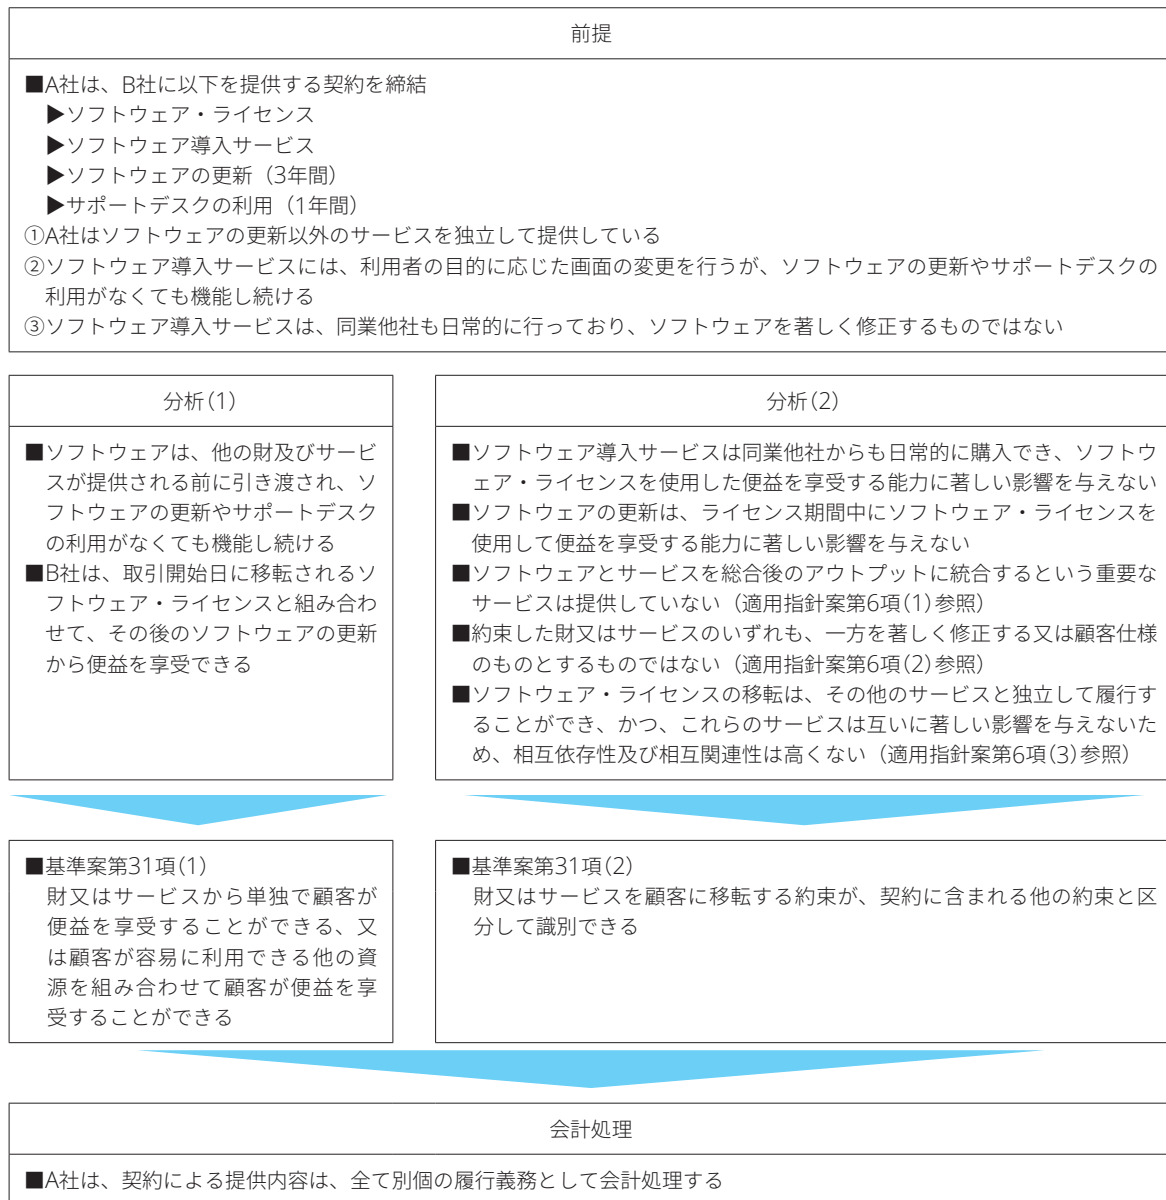 前提
■A社は、B社に以下を提供する契約を締結
▶ソフトウェア・ライセンス
▶ソフトウェア導入サービス
▶ソフトウェアの更新（3年間）
▶サポートデスクの利用（1年間）
①A社はソフトウェアの更新以外のサービスを独立して提供している
②ソフトウェア導入サービスには、利用者の目的に応じた画面の変更を行うが、ソフトウェアの更新やサポートデスクの
利用がなくても機能し続ける
③ソフトウェア導入サービスは、同業他社も日常的に行っており、ソフトウェアを著しく修正するものではない
分析(1)
■ソフトウェアは、他の財及びサービ
スが提供される前に引き渡され、ソ
フトウェアの更新やサポートデスク
の利用がなくても機能し続ける
■B社は、取引開始日に移転されるソ
フトウェア・ライセンスと組み合わ
せて、その後のソフトウェアの更新
から便益を享受できる
分析(2)
■ソフトウェア導入サービスは同業他社からも日常的に購入でき、ソフトウ
ェア・ライセンスを使用した便益を享受する能力に著しい影響を与えない
■ソフトウェアの更新は、ライセンス期間中にソフトウェア・ライセンスを
使用して便益を享受する能力に著しい影響を与えない
■ソフトウェアとサービスを総合後のアウトプットに統合するという重要な
サービスは提供していない（適用指針案第6項(1)参照）
■約束した財又はサービスのいずれも、一方を著しく修正する又は顧客仕様
のものとするものではない（適用指針案第6項(2)参照）
■ソフトウェア・ライセンスの移転は、その他のサービスと独立して履行す
ることができ、かつ、これらのサービスは互いに著しい影響を与えないた
め、相互依存性及び相互関連性は高くない（適用指針案第6項(3)参照）
■基準案第31項(1)
財又はサービスから単独で顧客が
便益を享受することができる、又
は顧客が容易に利用できる他の資
源を組み合わせて顧客が便益を享
受することができる
■基準案第31項(2)
財又はサービスを顧客に移転する約束が、契約に含まれる他の約束と区
分して識別できる
会計処理
■A社は、契約による提供内容は、全て別個の履行義務として会計処理する